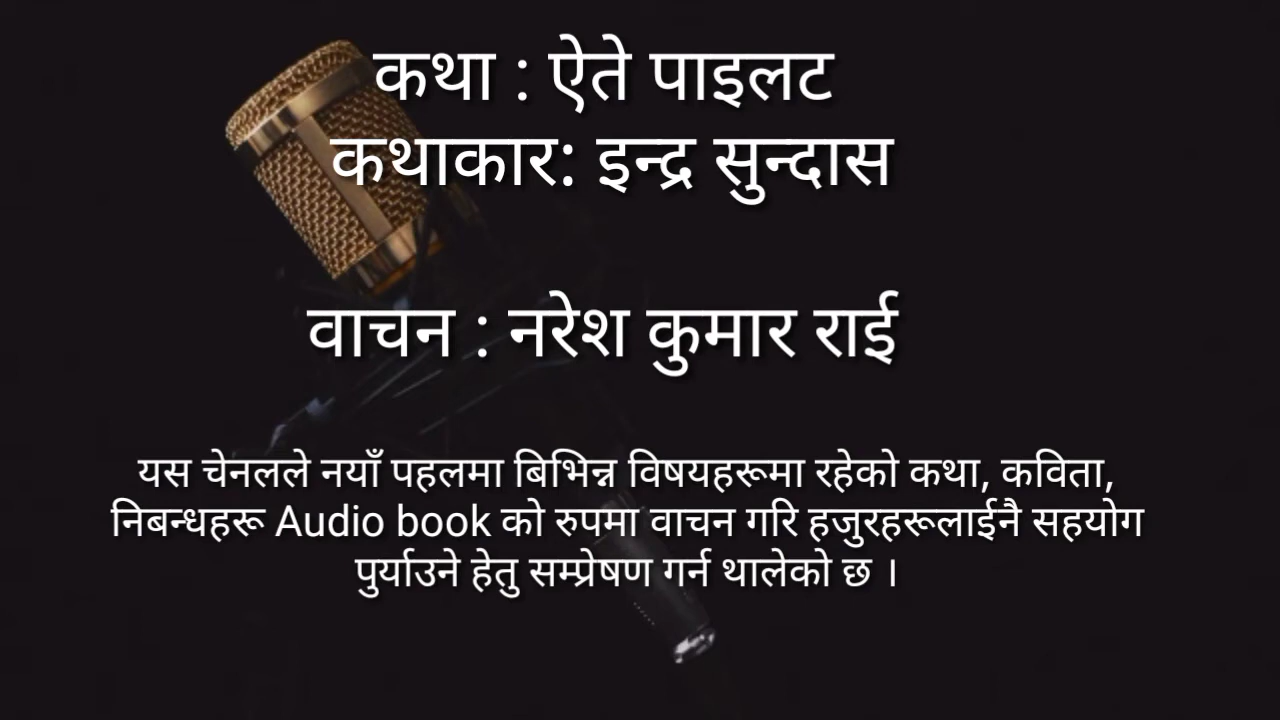 कथा : ऐते पाइलट
कथाकार: इन्द्र सुन्दास
वाचन : नरेश कुमार राई
यस चेनलले नयाँ पहलमा बिभिन्न विषयहरूमा रहेको कथा, कविता,
निबन्धहरू Audio book को रुपमा वाचन गरि हजुरहरूलाईनै सहयोग
पुर्याउने हेतु सम्प्रेषण गर्न थालेको छ ।